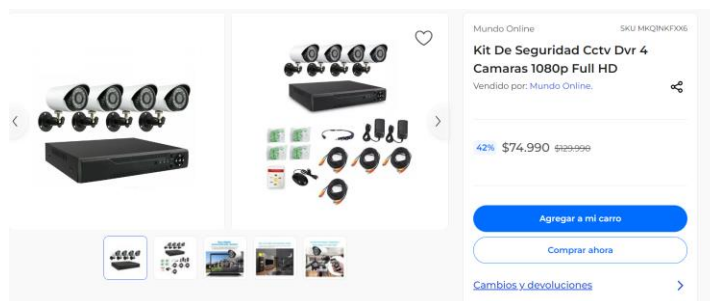 Mundo Online
SKU MKQ1NKFXX6
Kit De Seguridad Cctv Dvr 4
Camaras 1080p Full HD
Vendido por: Mundo Online.
42% $74.990 $129.990
Agregar a mi carro
Comprar ahora
Cambios y devoluciones